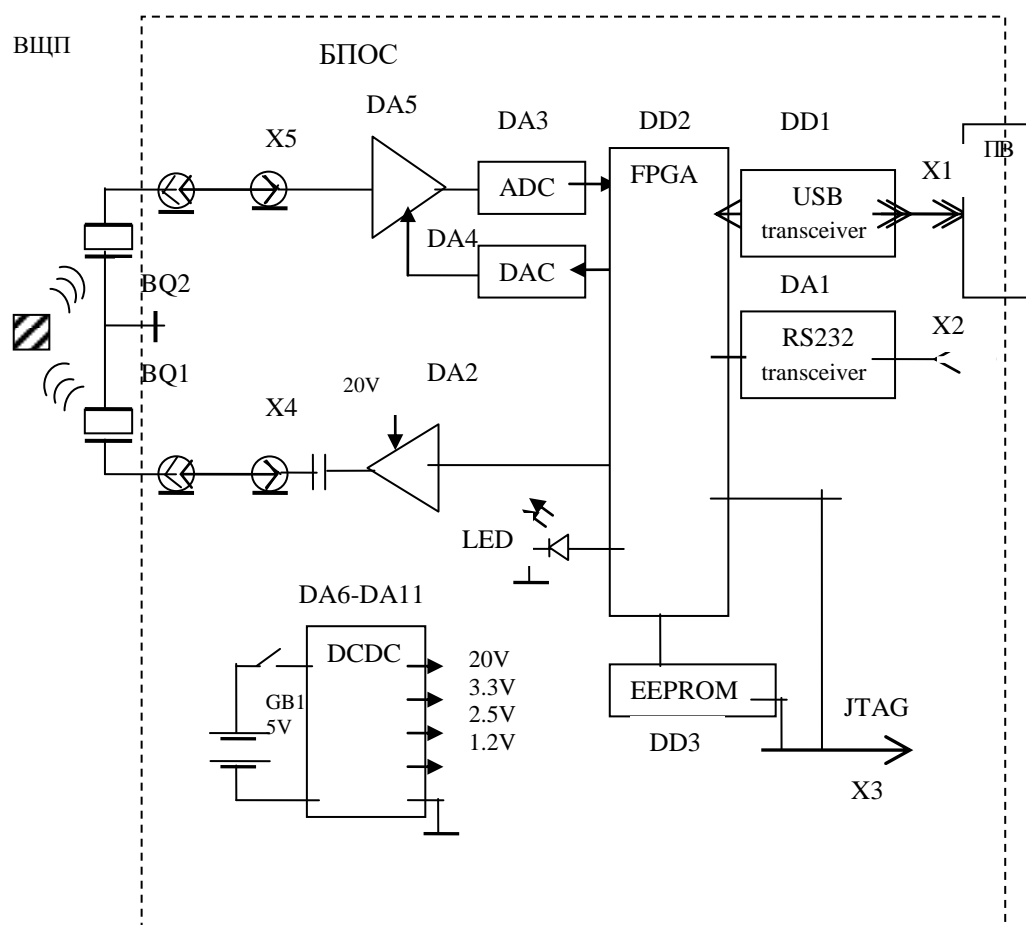 ВЩП
БПОС
DA5
DA3
DD2
DD1
X5
X1
ПВ
FPGA
ADC
USB
transceiver
DA4
DAC
BQ2
DA1
RS232
transceiver
X2
BQ1
DA2
20V
X4
LED
DA6-DA11
DCDC
20V
3.3V
2.5V
1.2V
GB1
5V
EEPROM
DD3
JTAG
X3